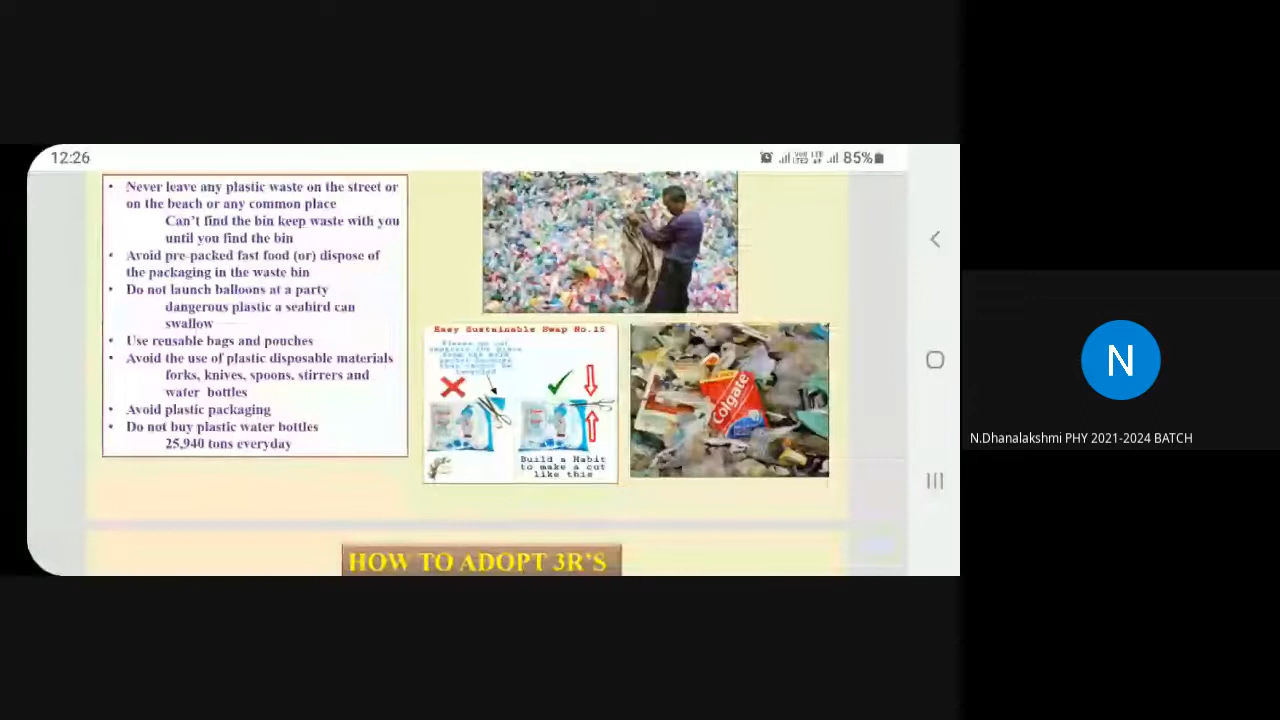 12:26
85%
• Never leave any plastic waste on the street or
on the beach or any common place
Can't find the bin keep waste with you
until you find the bin
• Avoid pre-packed fast food (or) dispose of
the packaging in the waste bin
• Do not launch balloons at a party
dangerous plastic a seabird can
swallow
• Use reusable bags and pouches
• Avoid the use of plastic disposable materials
forks, knives, spoons, stirrers and
water bottles
• Avoid plastic packaging
• Do not buy plastic water bottles
25,940 tons everyday
Easy Sustainable Swap No.15
Build a Habit
to make a cut
like this
Colgate
HOW TO ADOPT 3R'S
N
N.Dhanalakshmi PHY 2021-2024 BATCH